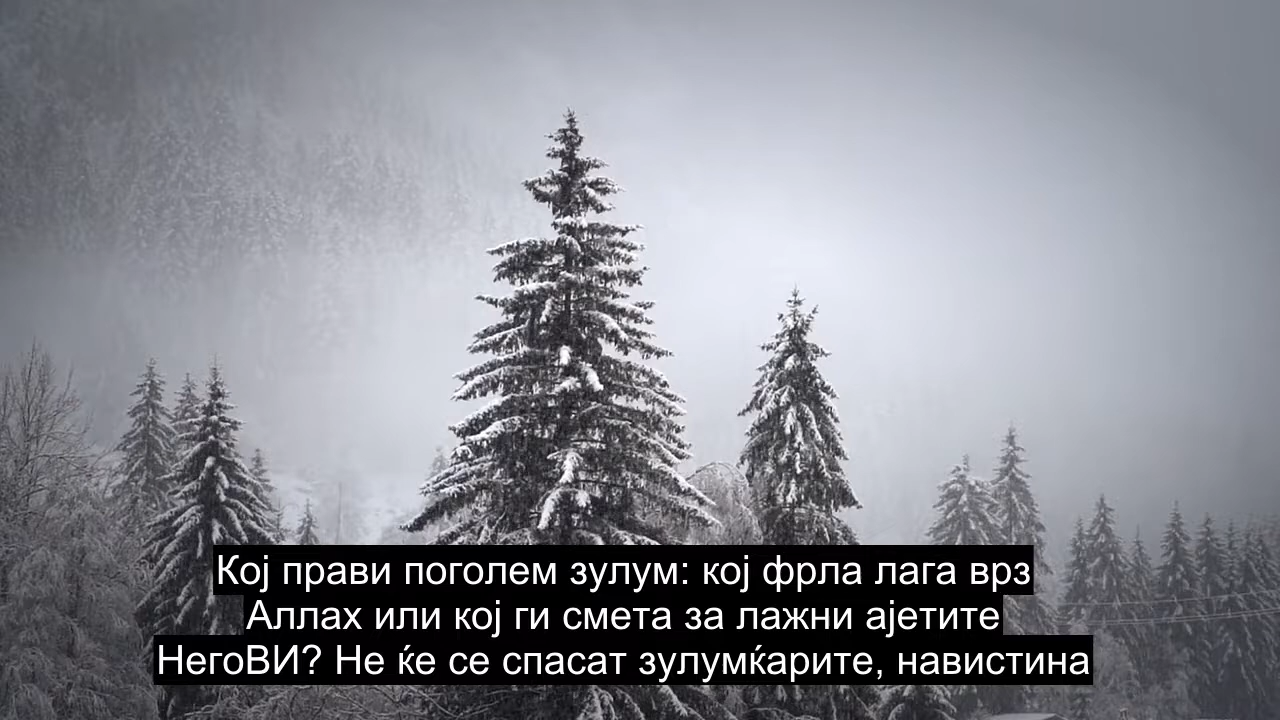 Кој прави поголем зулум: кој фрла лага врз
Аллах или кој ги смета за лажни ајетите
НегоВИ? Не ќе се спасат зулумќарите, навистина